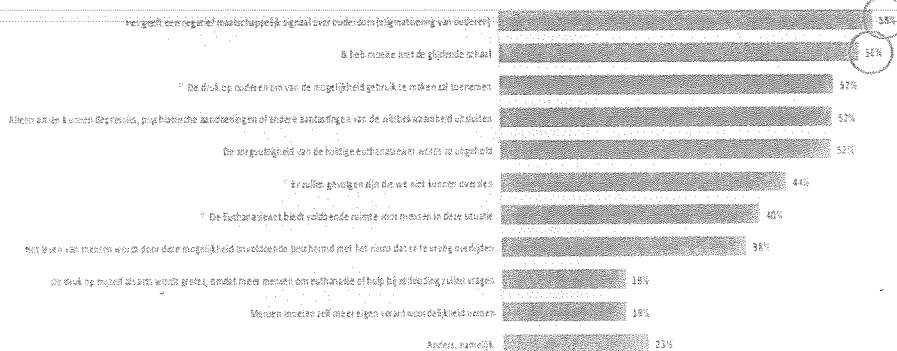 Het geeft een negatief maatschappelijk signaal over ouderdom (stigmatisering van ouderen) 58%
Ik heb moeite met de glijdende schaal 56%
De druk op ouderen om van de mogelijkheid gebruik te maken zal toenemen 52%
Alleen artsen kunnen depressies, psychiatrische aandoeningen of andere aantastingen van de wilsbekwaamheid uitsluiten 52%
De zorgvuldigheid van de huidige euthanasiewet wordt zo uitgehold 52%
Er zullen gevolgen zijn die we niet kunnen overzien 44%
De Euthanasiewet biedt voldoende ruimte voor mensen in deze situatie 40%
Het leven van mensen wordt door deze mogelijkheid onvoldoende beschermd met het risico dat ze te vroeg overlijden 38%
De druk op mijzelf als arts wordt groter, omdat meer mensen om euthanasie of hulp bij zelfdoding zullen vragen 19%
Mensen moeten zelf meer eigen verantwoordelijkheid nemen 19%
Anders, namelijk 23%